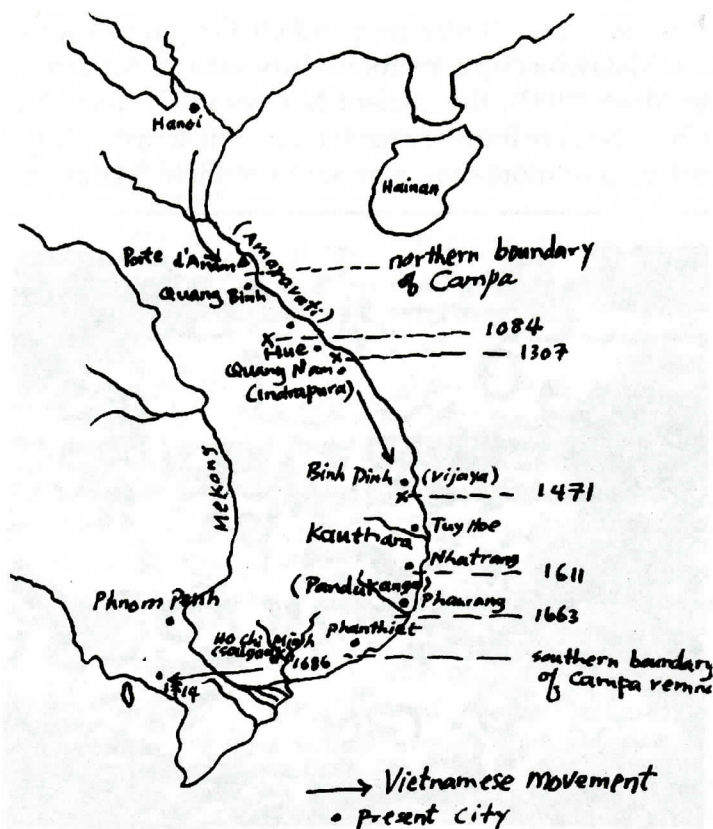 Hanoi
Hainan
(Amaravati)
Porte d'Annam
northern boundary
of Campa
Quang Binh
1084
Hue
1307
(Quang Nam
(Indrapura)
Binh Dinh
(Vijaya)
1471
Mekong
Tuy Hoe
Kauthara
Nhatrang
1611
(Panduranga)
Phanrang
1663
Phnom Penh
Ho Chi Minh
(Saigon)
Phanthiet
1686
southern boundary
of Campa remna
1714
Vietnamese movement
Present City